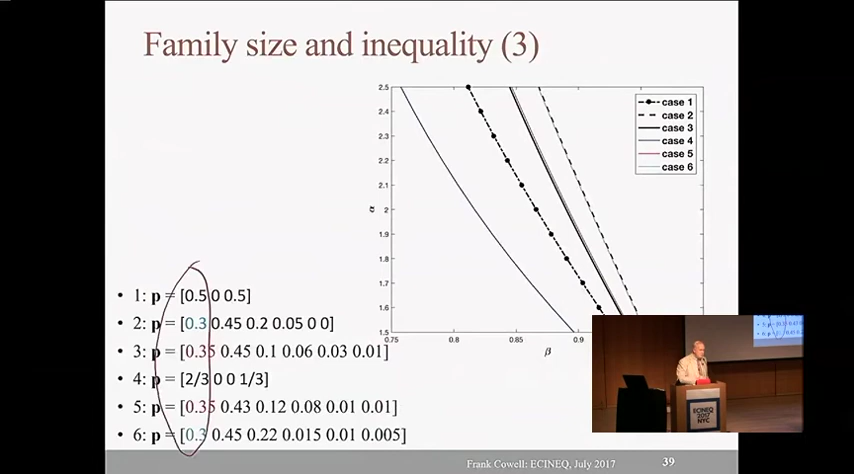 Family size and inequality (3)
2.5
2.4
2.3
2.2
2.1
2
1.9
1.8
1.7
1.6
1.5
α
0.75
0.8
0.85
0.9
β
case 1
case 2
case 3
case 4
case 5
case 6
• 1: p = [0.5 0 0.5]
• 2: p = [0.3 0.45 0.2 0.05 0 0]
• 3: p = [0.35 0.45 0.1 0.06 0.03 0.01]
• 4: p = [2/3 0 0 1/3]
• 5: p = [0.35 0.43 0.12 0.08 0.01 0.01]
• 6: p = [0.3 0.45 0.22 0.015 0.01 0.005]
ECINEQ
2017
NYC
Frank Cowell: ECINEQ, July 2017
39